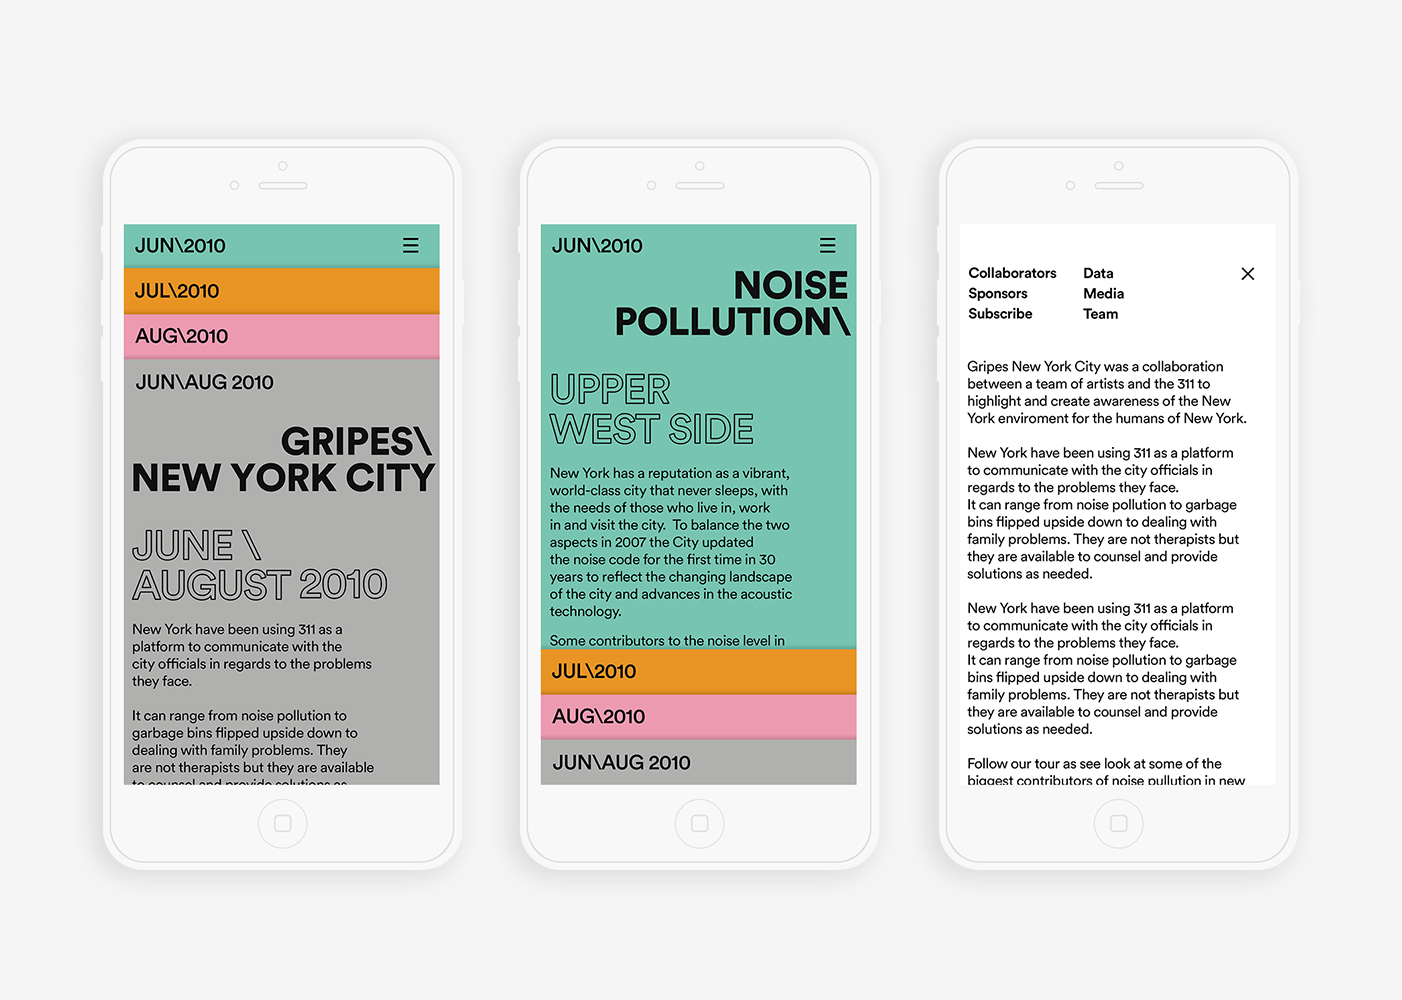 JUN\2010
JUL\2010
AUG\2010
JUN\AUG 2010
GRIPES\
NEW YORK CITY
JUNE \
AUGUST 2010
New York have been using 311 as a
platform to communicate with the
city officials in regards to the problems
they face.
It can range from noise pollution to
garbage bins flipped upside down to
dealing with family problems. They
are not therapists but they are available
to counsel and provide solutions as
JUN\2010
NOISE
POLLUTION\
UPPER
WEST SIDE
New York has a reputation as a vibrant,
world-class city that never sleeps, with
the needs of those who live in, work
in and visit the city. To balance the two
aspects in 2007 the City updated
the noise code for the first time in 30
years to reflect the changing landscape
of the city and advances in the acoustic
technology.
Some contributors to the noise level in
JUL\2010
AUG\2010
JUN\AUG 2010
Collaborators Data
Sponsors Media
Subscribe Team
Gripes New York City was a collaboration
between a team of artists and the 311 to
highlight and create awareness of the New
York enviroment for the humans of New York.
New York have been using 311 as a platform
to communicate with the city officials in
regards to the problems they face.
It can range from noise pollution to garbage
bins flipped upside down to dealing with
family problems. They are not therapists but
they are available to counsel and provide
solutions as needed.
New York have been using 311 as a platform
to communicate with the city officials in
regards to the problems they face.
It can range from noise pollution to garbage
bins flipped upside down to dealing with
family problems. They are not therapists but
they are available to counsel and provide
solutions as needed.
Follow our tour as see look at some of the
biggest contributors of noise pullution in new